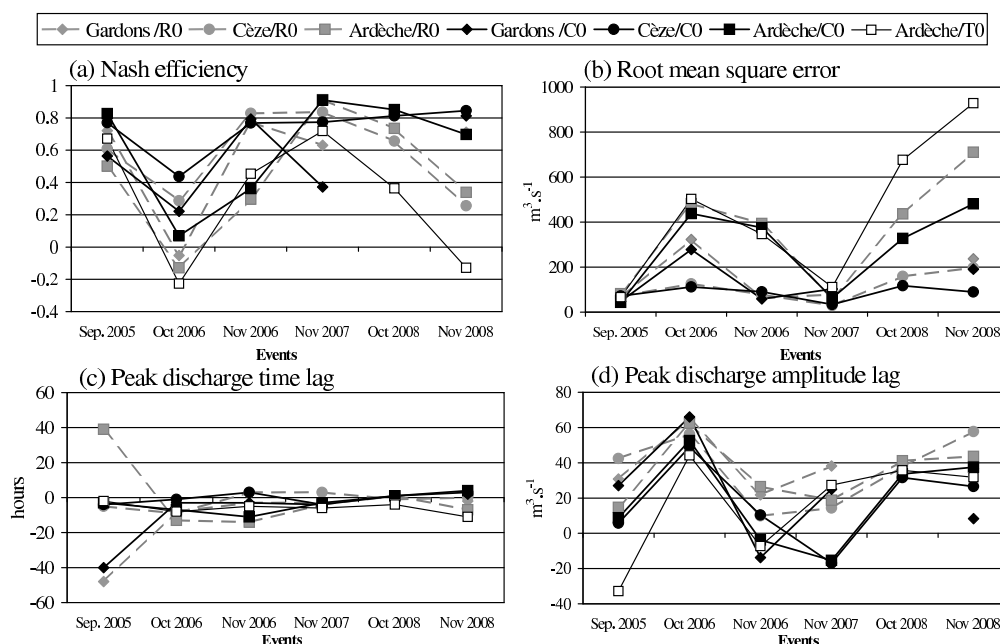 Gardons /R0 Cèze/R0 Ardèche/R0 Gardons /C0 Cèze/C0 Ardèche/C0 Ardèche/T0
(a) Nash efficiency
1
0.8
0.6
0.4
0.2
0
-0.2
-0.4
Sep. 2005 Oct 2006 Nov 2006 Nov 2007 Oct 2008 Nov 2008
Events
(b) Root mean square error
1000
800
600
400
200
0
m³.s⁻¹
Sep. 2005 Oct 2006 Nov 2006 Nov 2007 Oct 2008 Nov 2008
Events
(c) Peak discharge time lag
60
40
20
0
-20
-40
-60
hours
Sep. 2005 Oct 2006 Nov 2006 Nov 2007 Oct 2008 Nov 2008
Events
(d) Peak discharge amplitude lag
80
60
40
20
0
-20
-40
m³.s⁻¹
Sep. 2005 Oct 2006 Nov 2006 Nov 2007 Oct 2008 Nov 2008
Events